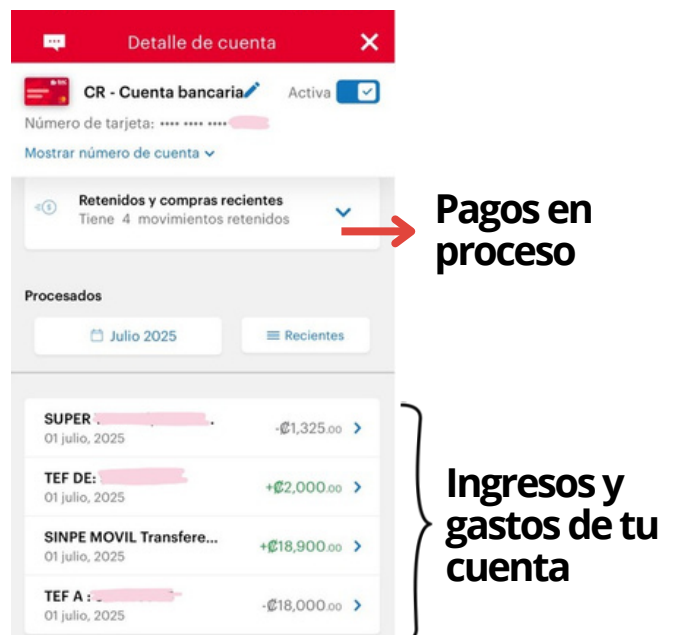 Detalle de cuenta
CR - Cuenta bancaria
Activa
Número de tarjeta: •••• •••• ••••
Mostrar número de cuenta
Retenidos y compras recientes
Tiene 4 movimientos retenidos
Pagos en
proceso
Procesados
Julio 2025
Recientes
SUPER
-₡1,325.00
01 julio, 2025
TEF DE:
+₡2,000.00
01 julio, 2025
SINPE MOVIL Transfere...
+₡18,900.00
01 julio, 2025
TEF A :
-₡18,000.00
01 julio, 2025
Ingresos y
gastos de tu
cuenta